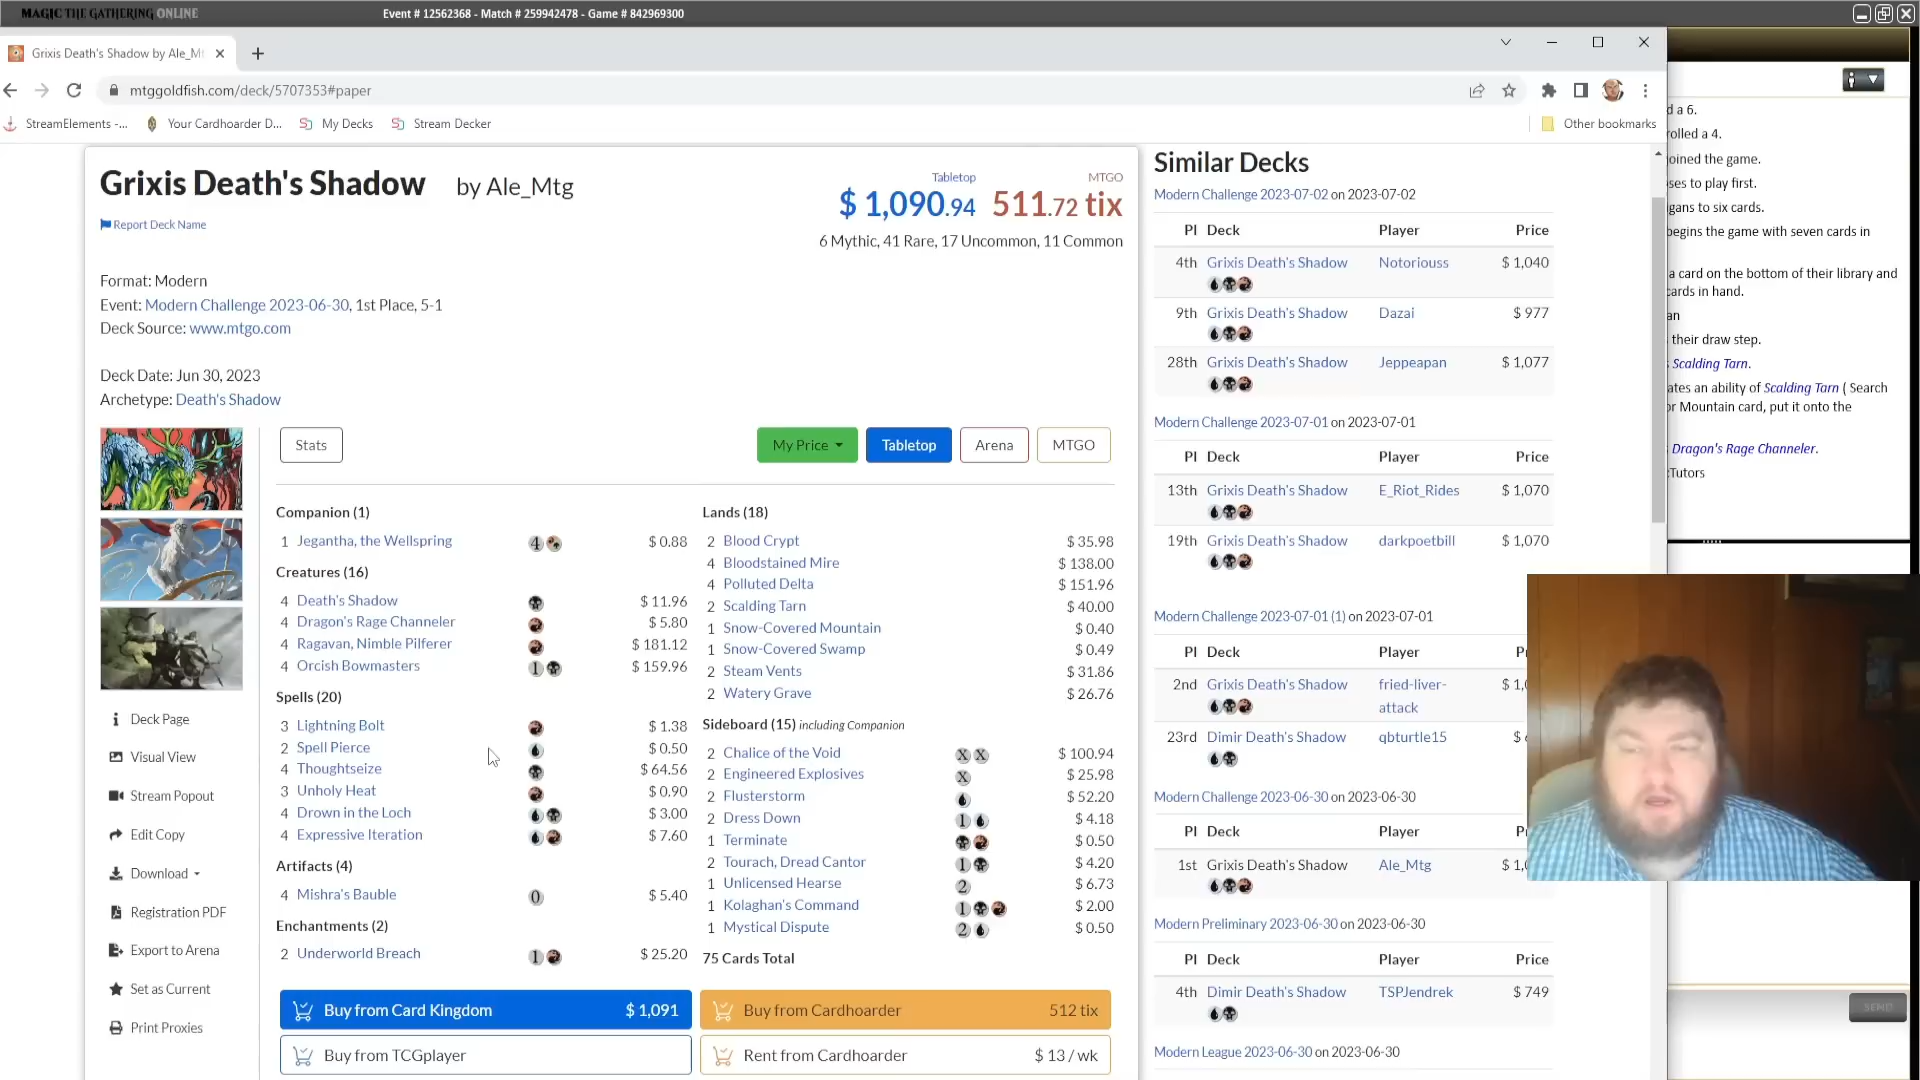 MAGIC THE GATHERING ONLINE
Event # 12562368 - Match # 259942478 - Game # 842969300
Grixis Death's Shadow by Ale_Mt
mtggoldfish.com/deck/5707353#paper
StreamElements -...
Your Cardhoarder D...
My Decks
Stream Decker
Other bookmarks
Grixis Death's Shadow by Ale_Mtg
Report Deck Name
Tabletop
$ 1,090.94
MTGO
511.72 tix
6 Mythic, 41 Rare, 17 Uncommon, 11 Common
Format: Modern
Event: Modern Challenge 2023-06-30, 1st Place, 5-1
Deck Source: www.mtgo.com
Deck Date: Jun 30, 2023
Archetype: Death's Shadow
Deck Page
Visual View
Stream Popout
Edit Copy
Download
Registration PDF
Export to Arena
Set as Current
Print Proxies
Stats
My Price
Tabletop
Arena
MTGO
Companion (1)
1 Jegantha, the Wellspring 4 $ 0.88
Creatures (16)
4 Death's Shadow $ 11.96
4 Dragon's Rage Channeler $ 5.80
4 Ragavan, Nimble Pilferer $ 181.12
4 Orcish Bowmasters 1 $ 159.96
Spells (20)
3 Lightning Bolt $ 1.38
2 Spell Pierce $ 0.50
4 Thoughtseize $ 64.56
3 Unholy Heat $ 0.90
4 Drown in the Loch $ 3.00
4 Expressive Iteration $ 7.60
Artifacts (4)
4 Mishra's Bauble 0 $ 5.40
Enchantments (2)
2 Underworld Breach 1 $ 25.20
Lands (18)
2 Blood Crypt $ 35.98
4 Bloodstained Mire $ 138.00
4 Polluted Delta $ 151.96
2 Scalding Tarn $ 40.00
1 Snow-Covered Mountain $ 0.40
1 Snow-Covered Swamp $ 0.49
2 Steam Vents $ 31.86
2 Watery Grave $ 26.76
Sideboard (15) including Companion
2 Chalice of the Void X X $ 100.94
2 Engineered Explosives X $ 25.98
2 Flusterstorm $ 52.20
2 Dress Down 1 $ 4.18
1 Terminate $ 0.50
2 Tourach, Dread Cantor 1 $ 4.20
1 Unlicensed Hearse 2 $ 6.73
1 Kolaghan's Command 1 $ 2.00
1 Mystical Dispute 2 $ 0.50
75 Cards Total
Buy from Card Kingdom $ 1,091
Buy from Cardhoarder 512 tix
Buy from TCGplayer
Rent from Cardhoarder $ 13 / wk
Similar Decks
Modern Challenge 2023-07-02 on 2023-07-02
Pl Deck Player Price
4th Grixis Death's Shadow Notoriouss $ 1,040
9th Grixis Death's Shadow Dazai $ 977
28th Grixis Death's Shadow Jeppeapan $ 1,077
Modern Challenge 2023-07-01 on 2023-07-01
Pl Deck Player Price
13th Grixis Death's Shadow E_Riot_Rides $ 1,070
19th Grixis Death's Shadow darkpoetbill $ 1,070
Modern Challenge 2023-07-01 (1) on 2023-07-01
Pl Deck Player
2nd Grixis Death's Shadow fried-liver-
attack
23rd Dimir Death's Shadow qbturtle15
Modern Challenge 2023-06-30 on 2023-06-30
Pl Deck Player
1st Grixis Death's Shadow Ale_Mtg
Modern Preliminary 2023-06-30 on 2023-06-30
Pl Deck Player Price
4th Dimir Death's Shadow TSPJendrek $ 749
Modern League 2023-06-30 on 2023-06-30
d a 6.
rolled a 4.
oined the game.
ses to play first.
gans to six cards.
begins the game with seven cards in
a card on the bottom of their library and
cards in hand.
an
their draw step.
Scalding Tarn.
ates an ability of Scalding Tarn ( Search
or Mountain card, put it onto the
Dragon's Rage Channeler.
:Tutors
SEND